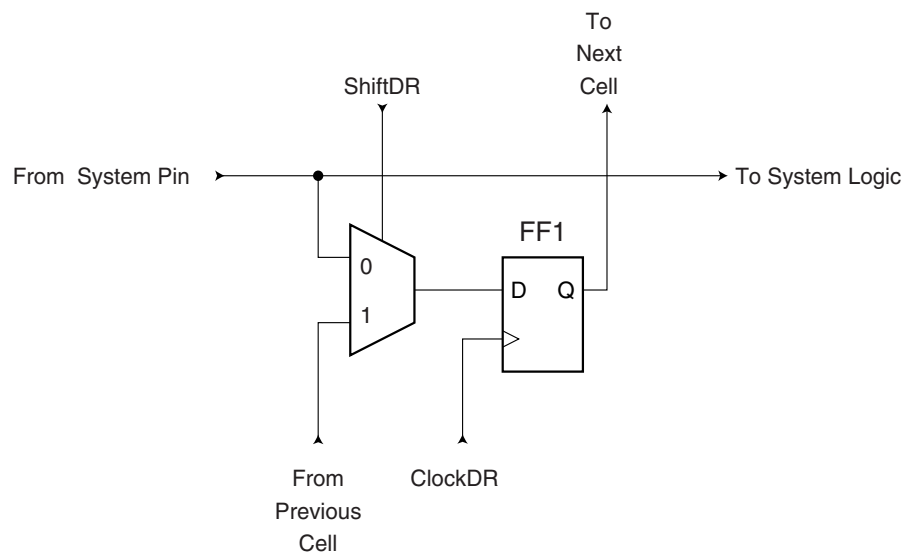 To
Next
Cell
ShiftDR
From System Pin
To System Logic
FF1
0
D Q
1
From
Previous
Cell
ClockDR